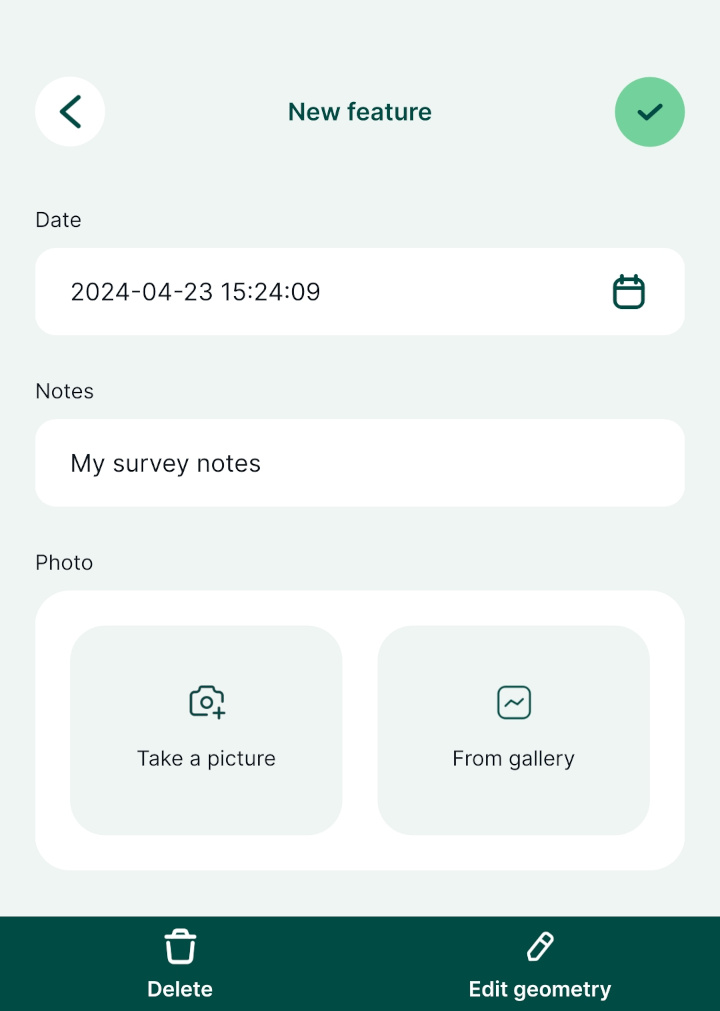 New feature
Date
2024-04-23 15:24:09
Notes
My survey notes
Photo
Take a picture
From gallery
Delete
Edit geometry